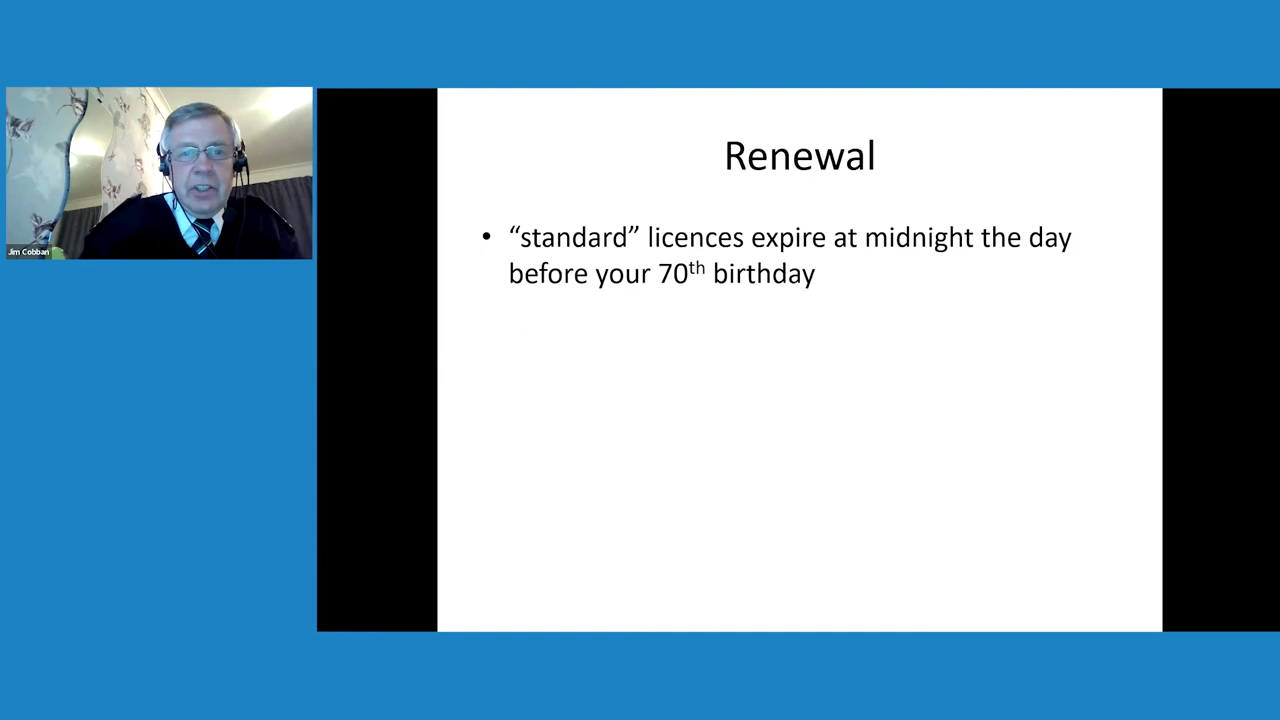 Jim Cobban
Renewal
• “standard” licences expire at midnight the day
before your 70th birthday